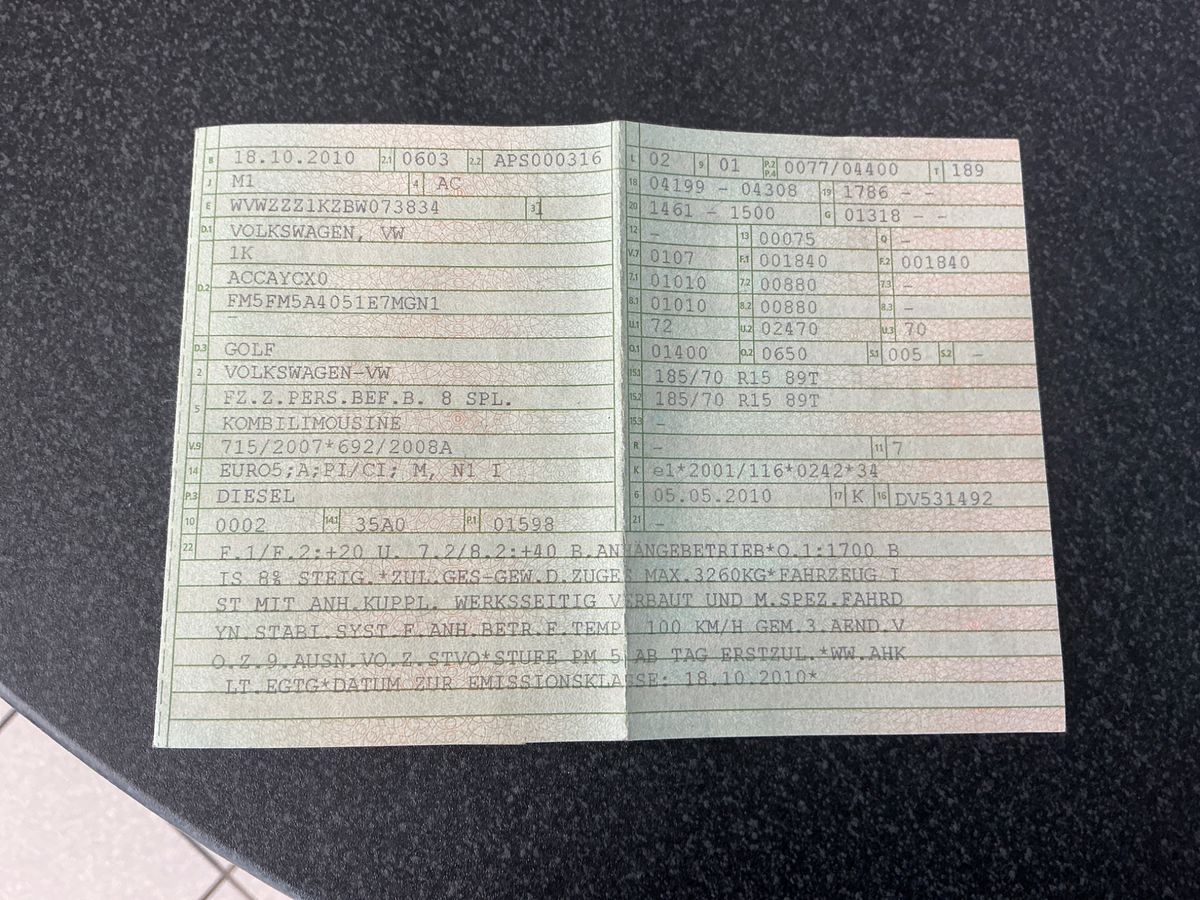 B 18.10.2010 2.1 0603 2.2 APS000316
J M1 4 AC
E WVWZZZ1KZBW073834 3 1
D.1 VOLKSWAGEN, VW
1K
D.2 ACCAYCX0
FM5FM5A4051E7MGN1
–
D.3 GOLF
2 VOLKSWAGEN-VW
5 FZ.Z.PERS.BEF.B. 8 SPL.
KOMBILIMOUSINE
V.9 715/2007*692/2008A
14 EURO5;A;PI/CI; M, N1 I
P.3 DIESEL
10 0002 14.1 35A0 P.1 01598
L 02 9 01 P.2 P.4 0077/04400 T 189
18 04199 - 04308 19 1786 - -
20 1461 - 1500 G 01318 - -
12 - 13 00075 Q -
V.7 0107 F.1 001840 F.2 001840
7.1 01010 7.2 00880 7.3 -
8.1 01010 8.2 00880 8.3 -
U.1 72 U.2 02470 U.3 70
O.1 01400 O.2 0650 S.1 005 S.2 -
15.1 185/70 R15 89T
15.2 185/70 R15 89T
15.3 -
R - 11 7
K e1*2001/116*0242*34
6 05.05.2010 17 K 16 DV531492
21 -
22 F.1/F.2:+20 U. 7.2/8.2:+40 B.ANHÄNGEBETRIEB*O.1:1700 B
IS 8% STEIG.*ZUL.GES-GEW.D.ZUGES MAX.3260KG*FAHRZEUG I
ST MIT ANH.KUPPL. WERKSSEITIG VERBAUT UND M.SPEZ.FAHRD
YN.STABI.SYST.F.ANH.BETR.F.TEMP. 100 KM/H GEM.3.AEND.V
O.Z.9.AUSN.VO.Z.STVO*STUFE PM 5 AB TAG ERSTZUL.*WW.AHK
LT.EGTG*DATUM ZUR EMISSIONSKLASSE: 18.10.2010*